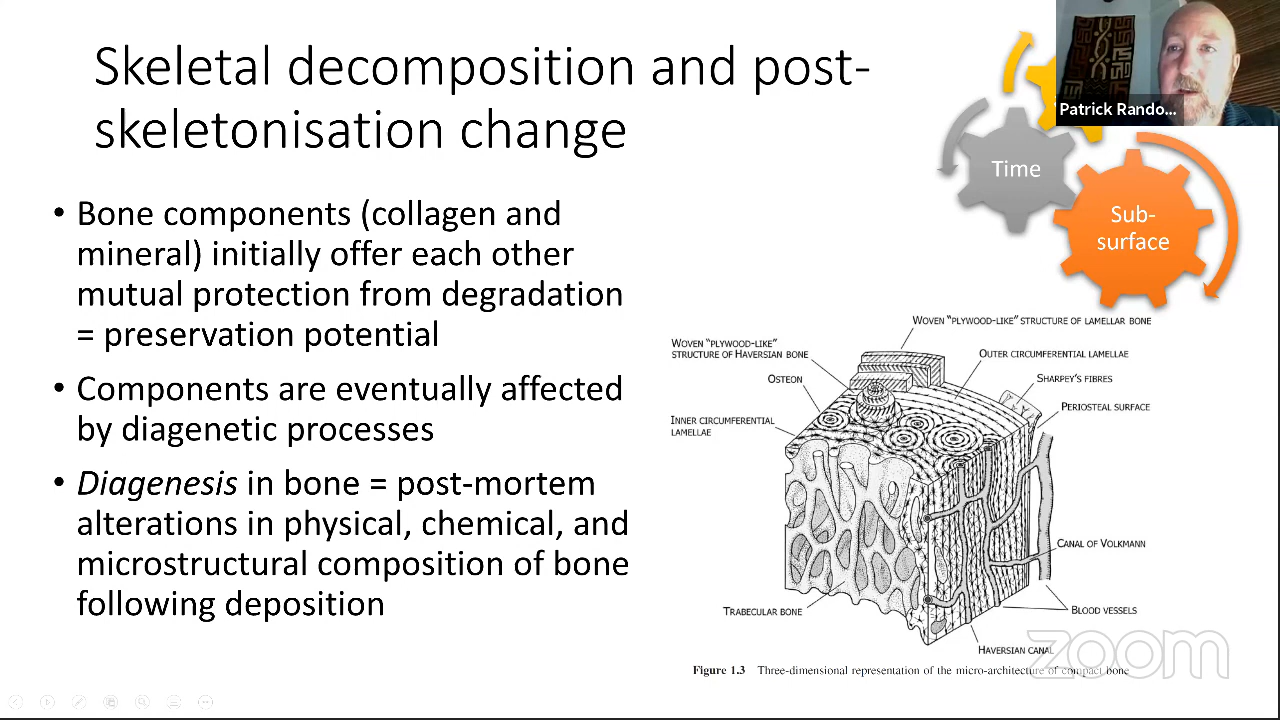 Skeletal decomposition and post-
skeletonisation change
Patrick Rando...
Time
Sub-
surface
• Bone components (collagen and
mineral) initially offer each other
mutual protection from degradation
= preservation potential
• Components are eventually affected
by diagenetic processes
• Diagenesis in bone = post-mortem
alterations in physical, chemical, and
microstructural composition of bone
following deposition
WOVEN "PLYWOOD-LIKE" STRUCTURE OF LAMELLAR BONE
WOVEN "PLYWOOD-LIKE"
STRUCTURE OF HAVERSIAN BONE
OUTER CIRCUMFERENTIAL LAMELLAE
OSTEON
SHARPEY'S FIBRES
PERIOSTEAL SURFACE
INNER CIRCUMFERENTIAL
LAMELLAE
CANAL OF VOLKMANN
TRABECULAR BONE
BLOOD VESSELS
HAVERSIAN CANAL
Figure 1.3 Three-dimensional representation of the micro-architecture of compact bone
zoom